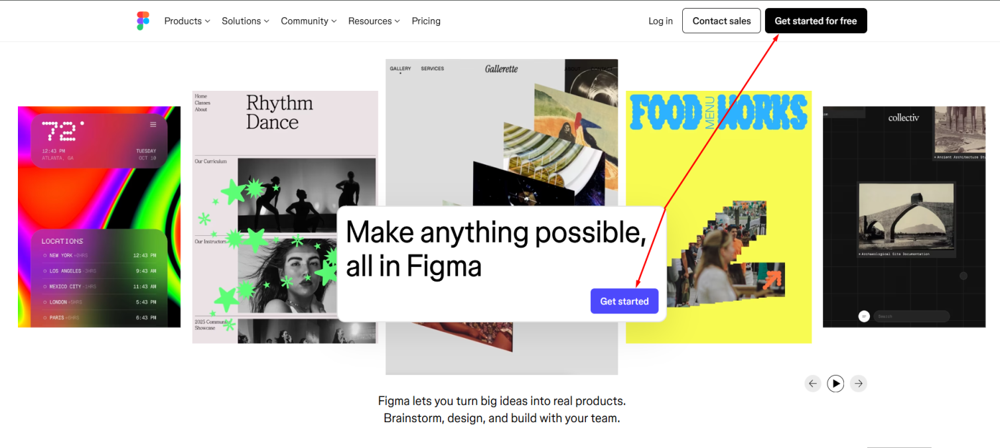 Products
Solutions
Community
Resources
Pricing
Log in
Contact sales
Get started for free
72°
12:43 PM
TUESDAY
ATLANTA, GA
OCT 10
LOCATIONS
NEW YORK +0HRS 12:43 PM
LOS ANGELES -3HRS 9:43 AM
MEXICO CITY -1HRS 11:43 AM
LONDON +5HRS 5:43 PM
PARIS +6HRS 6:43 PM
Home
Classes
About
Rhythm
Dance
Our Curriculum
Our Instructors
2025 Community
Showcase
GALLERY
SERVICES
Gallerette
ABOUT
FOOD MENU WORKS
collectiv
Ancient Architecture
Archaeological Site Documentation
Search
Make anything possible,
all in Figma
Get started
Figma lets you turn big ideas into real products.
Brainstorm, design, and build with your team.